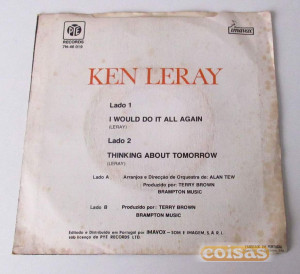 PYE
RECORDS
imavox
KEN LERAY
Lado 1
I WOULD DO IT ALL AGAIN
(LERAY)
Lado 2
THINKING ABOUT TOMORROW
(LERAY)
Lado A Arranjos e Direcção de Orquestra de: ALAN TEW
Produzido por: TERRY BROWN
BRAMPTON MUSIC
Lado B Produzido por: TERRY BROWN
BRAMPTON MUSIC
Editado e Distribuido em Portugal por IMAVOX — SOM E IMAGEM, S. A. R. L.
sob licença de PYE RECORDS LTD.
coisas